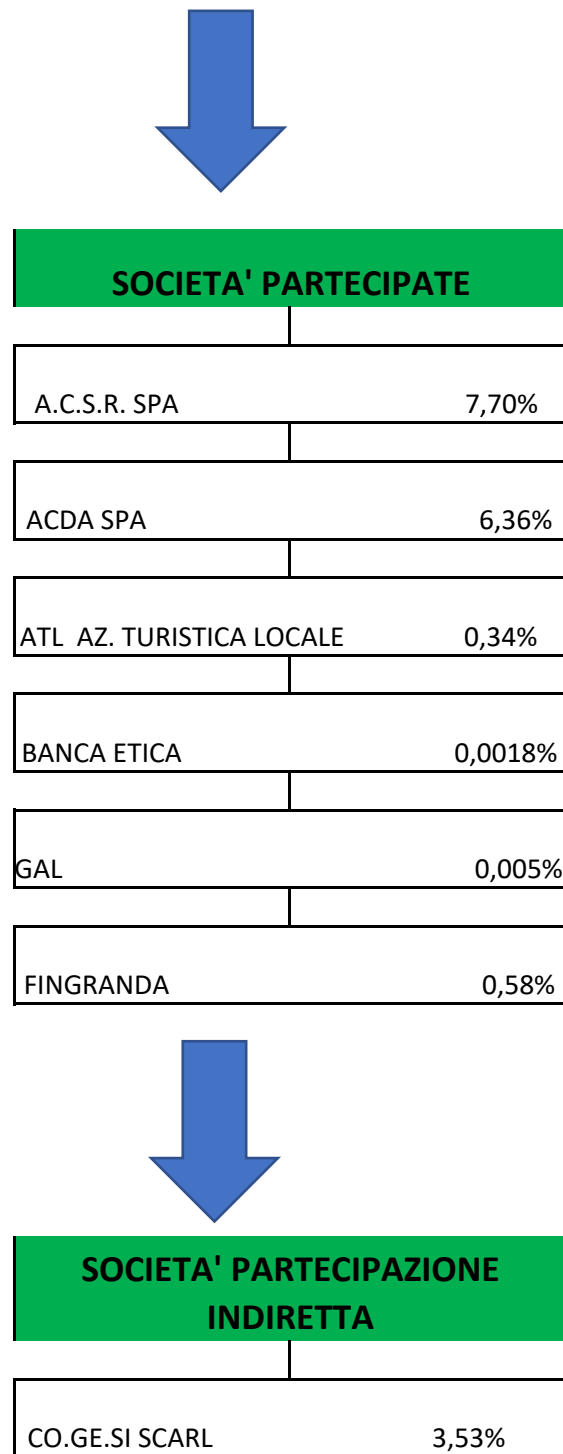 SOCIETA' PARTECIPATE
A.C.S.R. SPA 7,70%
ACDA SPA 6,36%
ATL AZ. TURISTICA LOCALE 0,34%
BANCA ETICA 0,0018%
GAL 0,005%
FINGRANDA 0,58%
SOCIETA' PARTECIPAZIONE
INDIRETTA
CO.GE.SI SCARL 3,53%